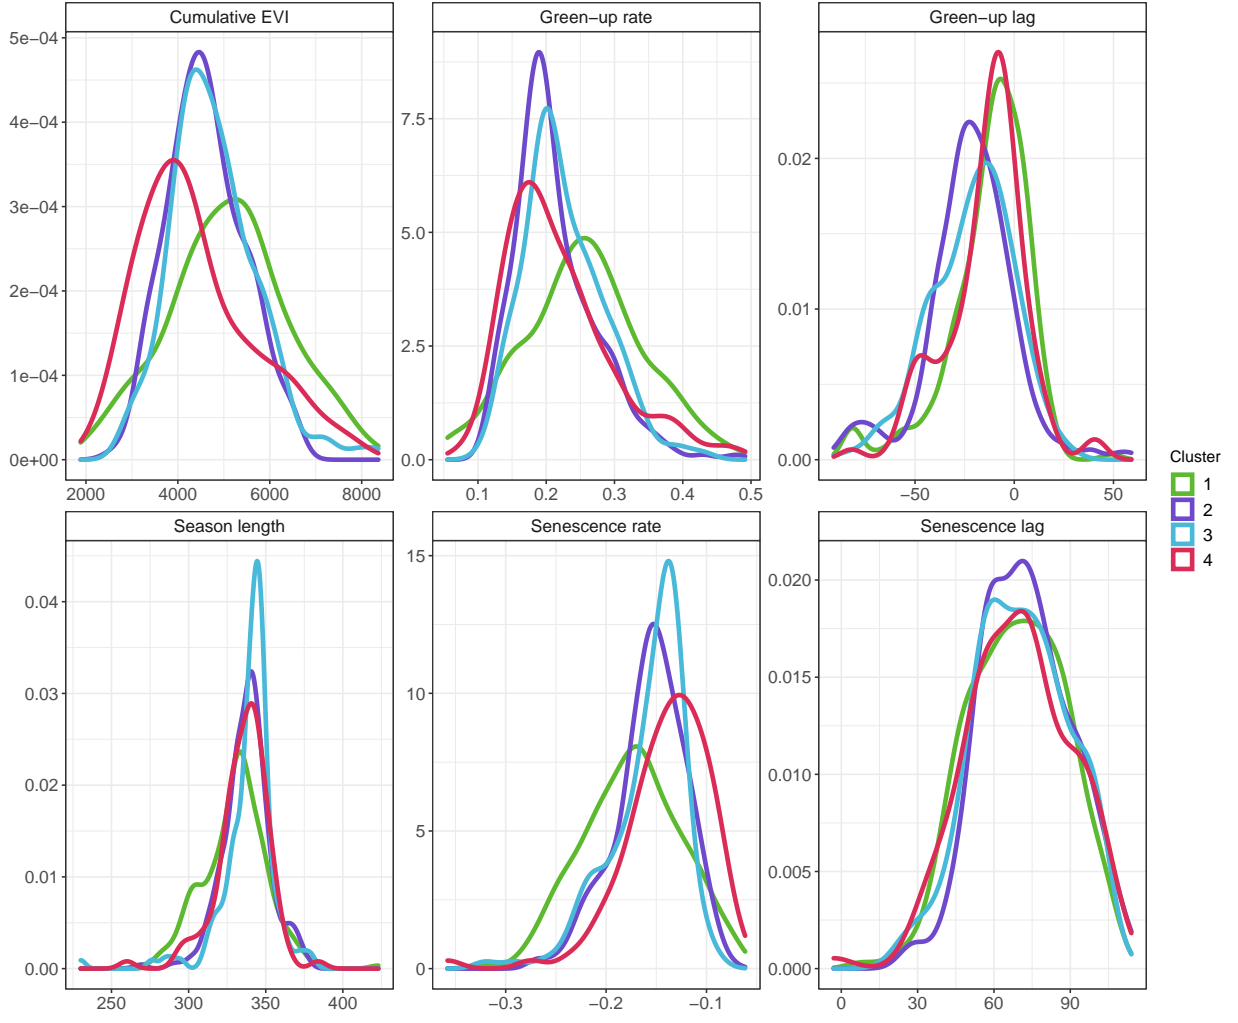 Cumulative EVI
Green−up rate
Green−up lag
5e−04
4e−04
3e−04
2e−04
1e−04
0e+00
7.5
5.0
2.5
0.0
0.02
0.01
0.00
2000 4000 6000 8000
0.1 0.2 0.3 0.4 0.5
−50 0 50
Season length
Senescence rate
Senescence lag
0.04
0.03
0.02
0.01
0.00
15
10
5
0
0.020
0.015
0.010
0.005
0.000
250 300 350 400
−0.3 −0.2 −0.1
0 30 60 90
Cluster
1
2
3
4